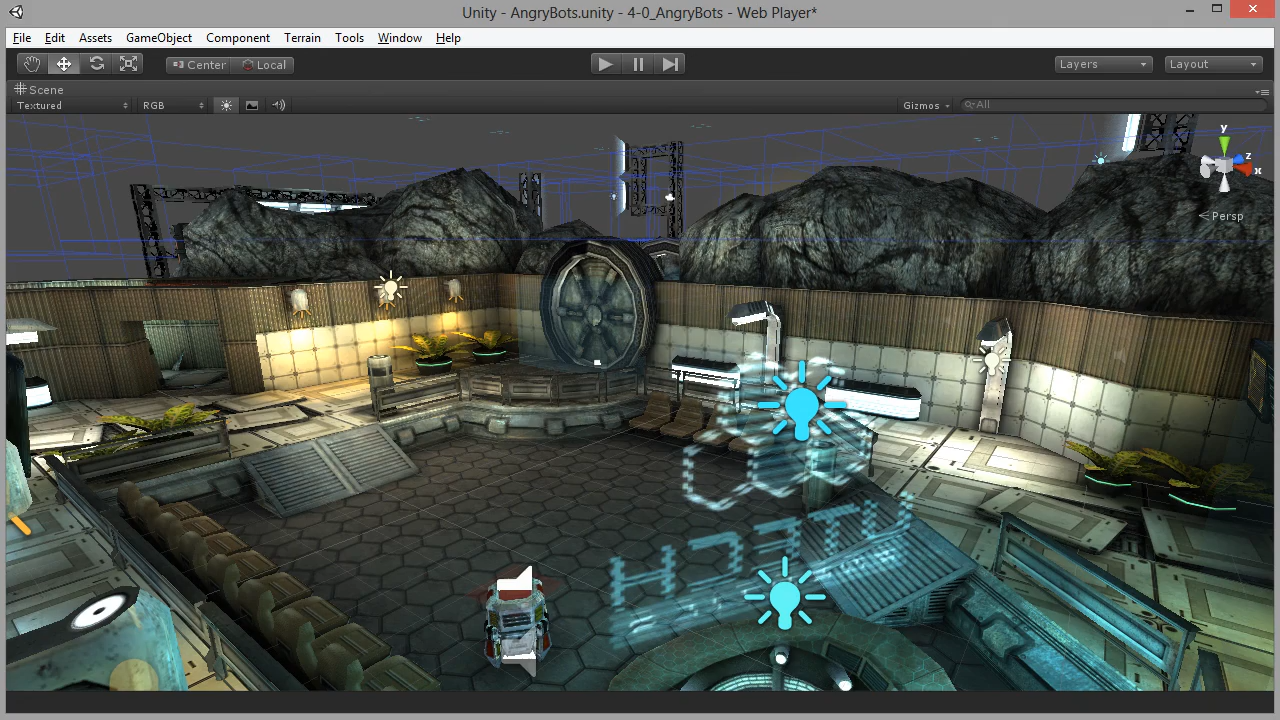 Unity - AngryBots.unity - 4-0_AngryBots - Web Player*
File Edit Assets GameObject Component Terrain Tools Window Help
Center Local Layers Layout
Scene
Textured RGB Gizmos All
y
z
x
Persp
UTECH